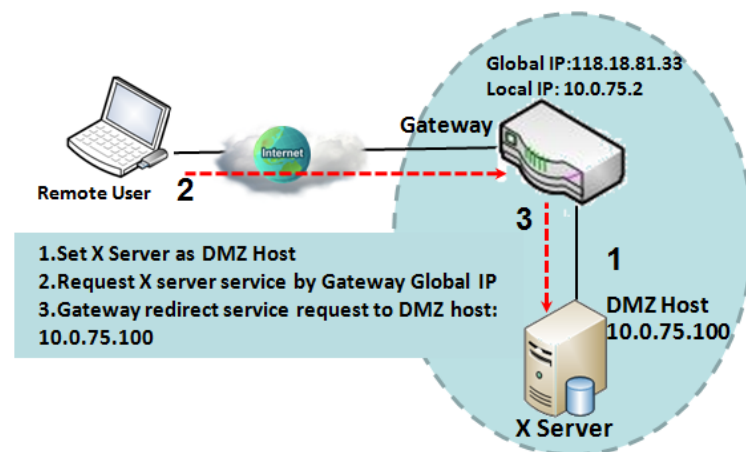 Global IP:118.18.81.33
Local IP: 10.0.75.2
Gateway
Internet
Remote User
2
3
1.Set X Server as DMZ Host
2.Request X server service by Gateway Global IP
3.Gateway redirect service request to DMZ host:
10.0.75.100
1
DMZ Host
10.0.75.100
X Server